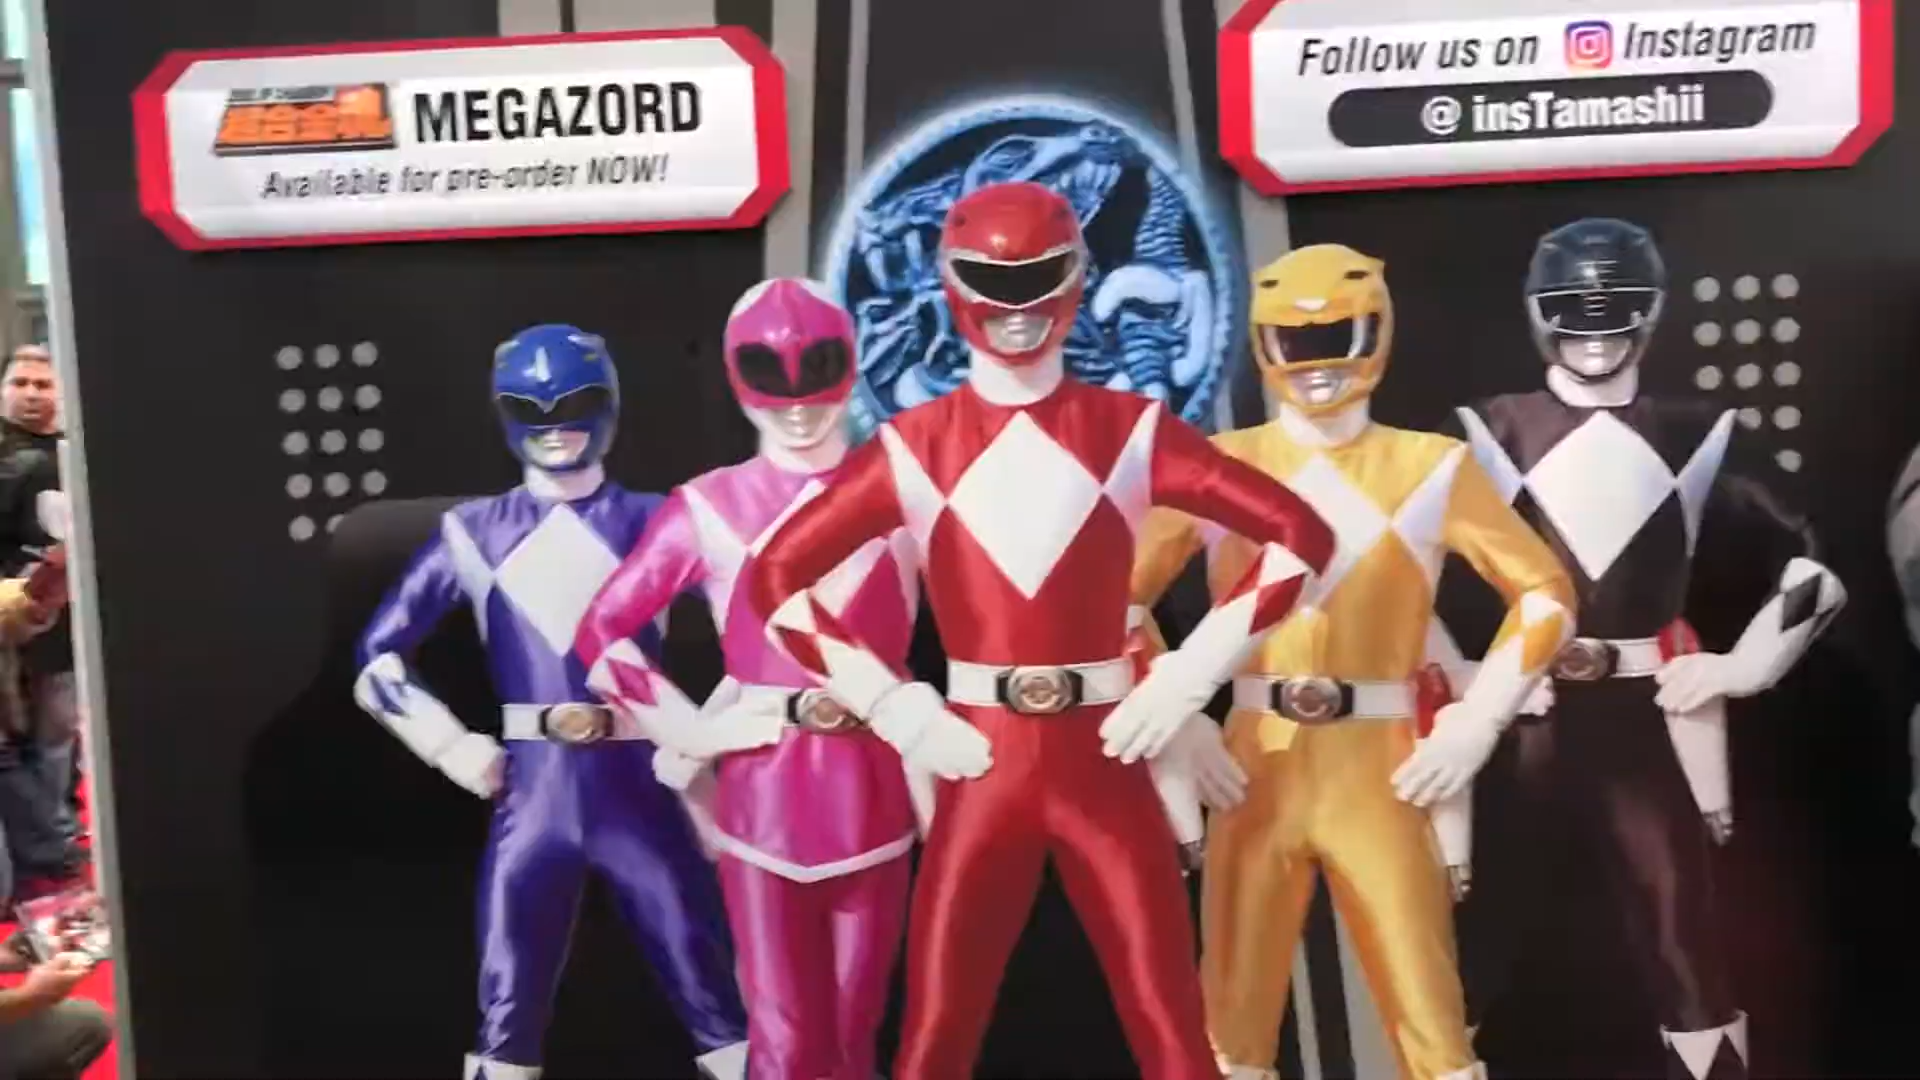 MEGAZORD
Available for pre-order NOW!
Follow us on Instagram
@ insTamashii